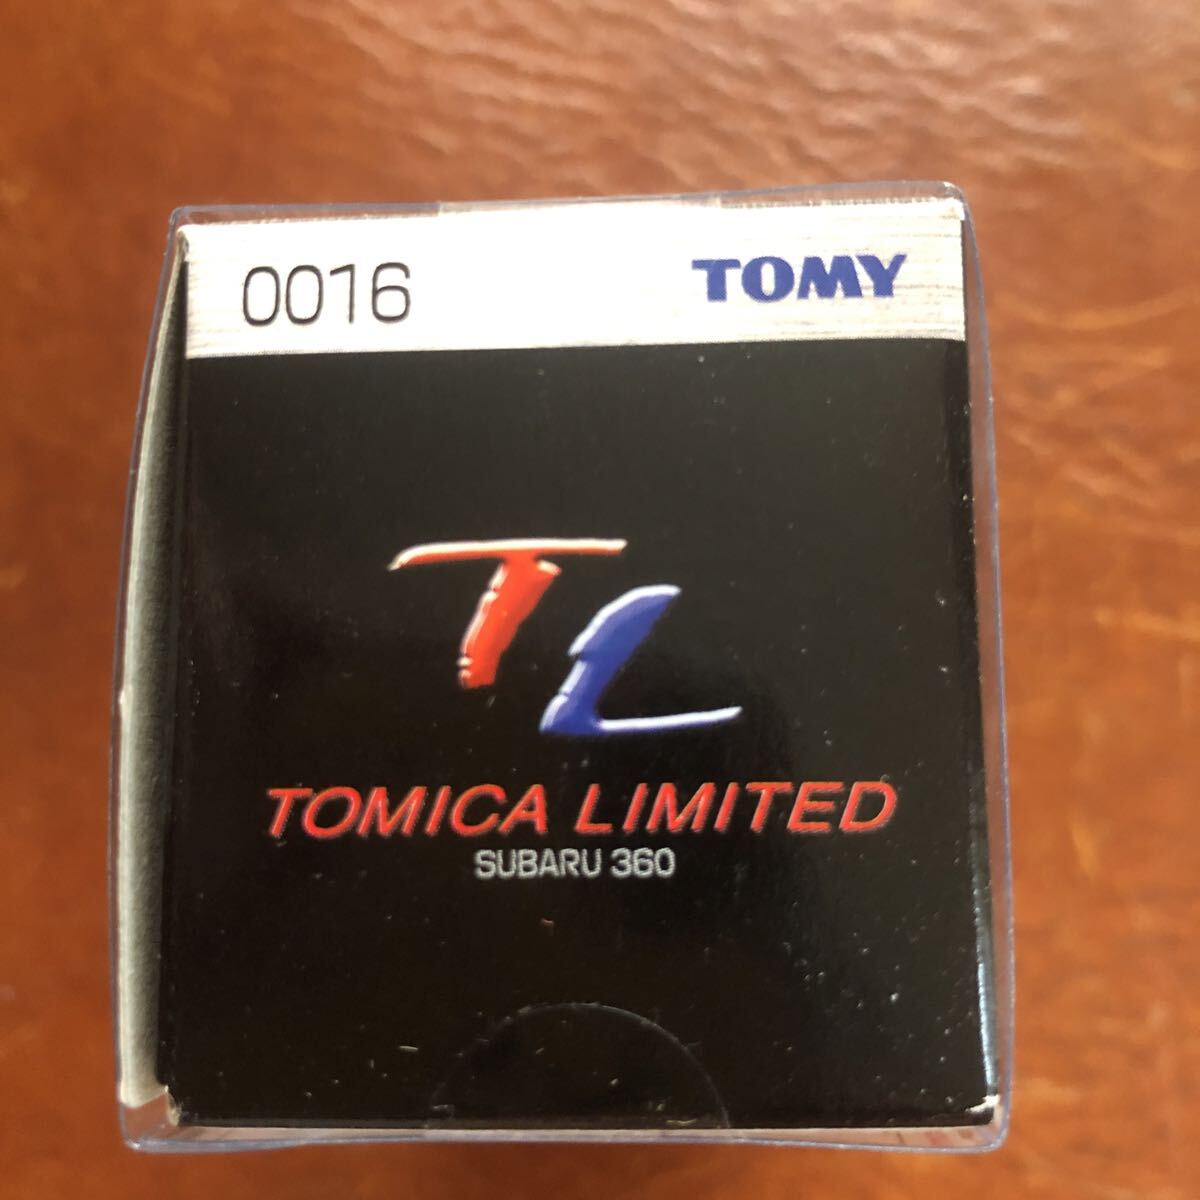 0016 TOMY
TL
TOMICA LIMITED
SUBARU 360